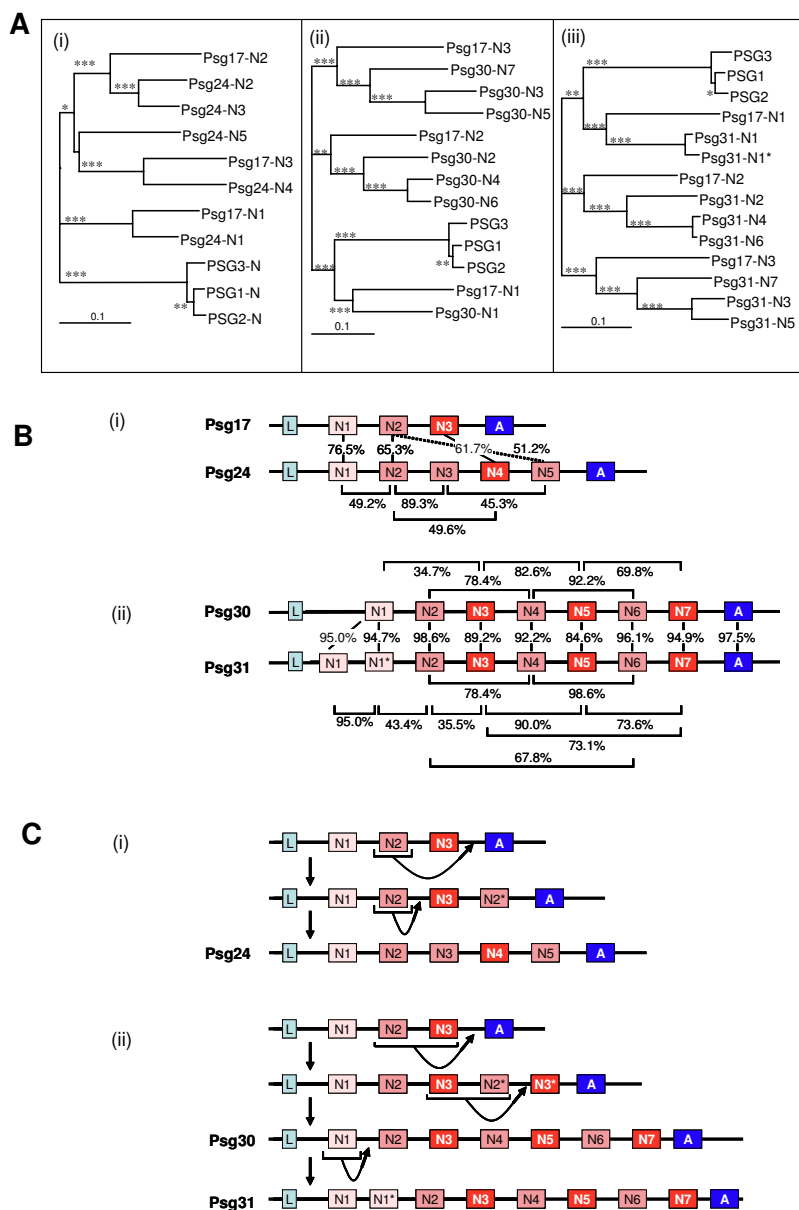 A
(i)
Psg17-N2
***
Psg24-N2
***
Psg24-N3
*
Psg24-N5
Psg17-N3
***
Psg24-N4
Psg17-N1
***
Psg24-N1
PSG3-N
***
PSG1-N
**
PSG2-N
0.1
(ii)
Psg17-N3
***
Psg30-N7
***
Psg30-N3
***
Psg30-N5
Psg17-N2
**
Psg30-N2
***
Psg30-N4
***
Psg30-N6
PSG3
***
PSG1
**
PSG2
***
Psg17-N1
***
Psg30-N1
0.1
(iii)
PSG3
***
PSG1
*
PSG2
**
Psg17-N1
***
Psg31-N1
***
Psg31-N1*
Psg17-N2
***
Psg31-N2
***
Psg31-N4
***
Psg31-N6
Psg17-N3
***
Psg31-N7
***
Psg31-N3
***
Psg31-N5
0.1
B
(i)
Psg17 L N1 N2 N3 A
76.5% 65.3% 61.7% 51.2%
Psg24 L N1 N2 N3 N4 N5 A
49.2% 89.3% 45.3%
49.6%
(ii)
34.7% 82.6% 69.8%
78.4% 92.2%
Psg30 L N1 N2 N3 N4 N5 N6 N7 A
95.0% 94.7% 98.6% 89.2% 92.2% 84.6% 96.1% 94.9% 97.5%
Psg31 L N1 N1* N2 N3 N4 N5 N6 N7 A
78.4% 98.6%
95.0% 43.4% 35.5% 90.0% 73.6%
73.1%
67.8%
C
(i)
L N1 N2 N3 A
L N1 N2 N3 N2* A
Psg24 L N1 N2 N3 N4 N5 A
(ii)
L N1 N2 N3 A
L N1 N2 N3 N2* N3* A
Psg30 L N1 N2 N3 N4 N5 N6 N7 A
Psg31 L N1 N1* N2 N3 N4 N5 N6 N7 A